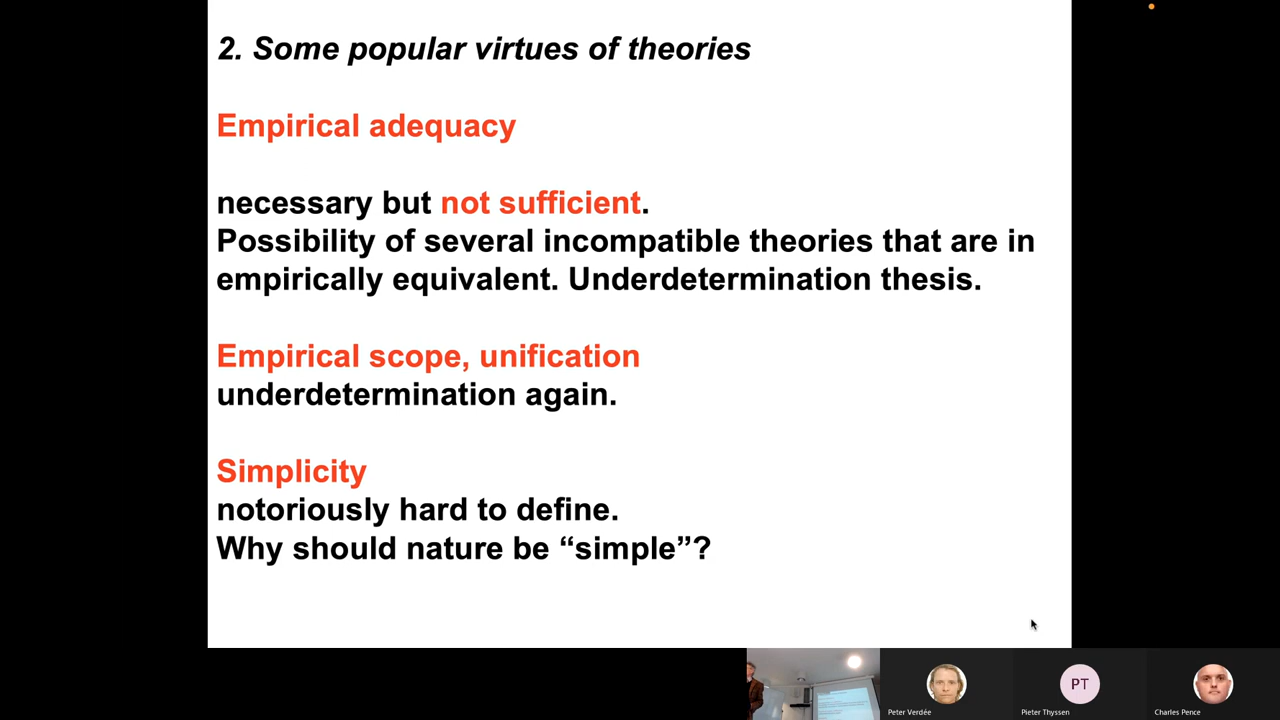 2. Some popular virtues of theories
Empirical adequacy
necessary but not sufficient.
Possibility of several incompatible theories that are in
empirically equivalent. Underdetermination thesis.
Empirical scope, unification
underdetermination again.
Simplicity
notoriously hard to define.
Why should nature be “simple”?
PT
Peter Verdée
Pieter Thyssen
Charles Pence